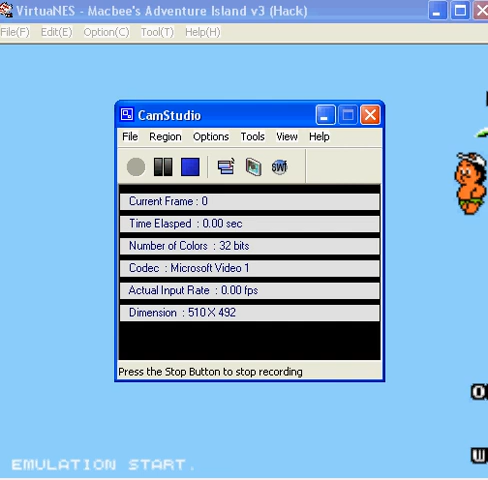 VirtuaNES - Macbee's Adventure Island v3 (Hack)
File(F) Edit(E) Option(C) Tool(T) Help(H)
CamStudio
File Region Options Tools View Help
Current Frame : 0
Time Elasped : 0.00 sec
Number of Colors : 32 bits
Codec : Microsoft Video 1
Actual Input Rate : 0.00 fps
Dimension : 510 X 492
Press the Stop Button to stop recording
EMULATION START.